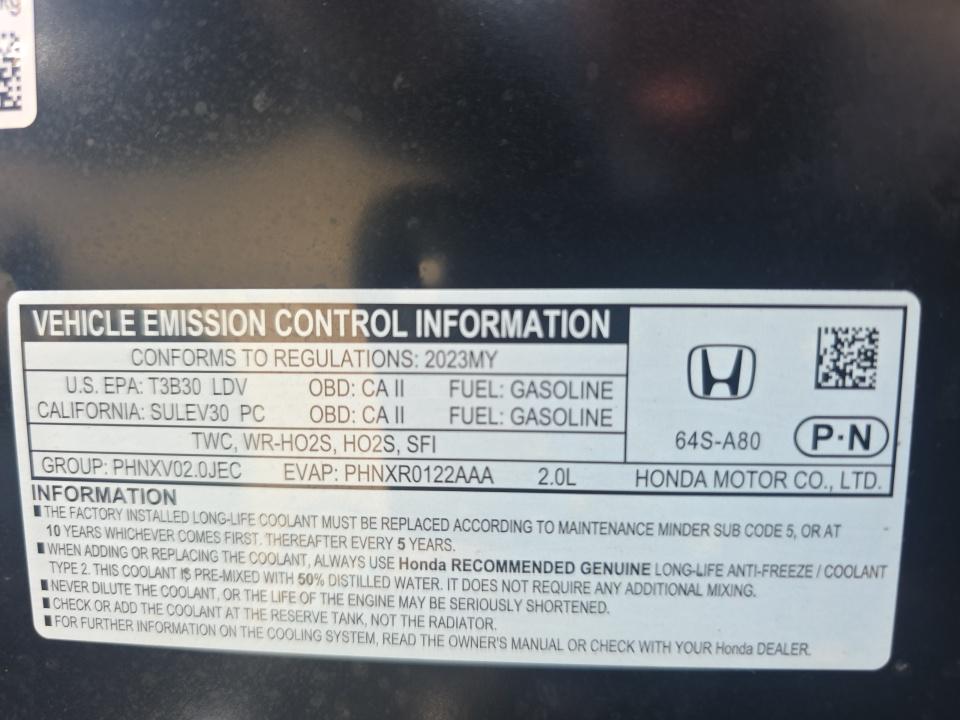 VEHICLE EMISSION CONTROL INFORMATION
CONFORMS TO REGULATIONS: 2023MY
U.S. EPA: T3B30 LDV OBD: CA II FUEL: GASOLINE
CALIFORNIA: SULEV30 PC OBD: CA II FUEL: GASOLINE
TWC, WR-HO2S, HO2S, SFI
64S-A80 P·N
GROUP: PHNXV02.0JEC EVAP: PHNXR0122AAA 2.0L HONDA MOTOR CO., LTD.
INFORMATION
■ THE FACTORY INSTALLED LONG-LIFE COOLANT MUST BE REPLACED ACCORDING TO MAINTENANCE MINDER SUB CODE 5, OR AT
10 YEARS WHICHEVER COMES FIRST. THEREAFTER EVERY 5 YEARS.
■ WHEN ADDING OR REPLACING THE COOLANT, ALWAYS USE Honda RECOMMENDED GENUINE LONG-LIFE ANTI-FREEZE / COOLANT
TYPE 2. THIS COOLANT IS PRE-MIXED WITH 50% DISTILLED WATER. IT DOES NOT REQUIRE ANY ADDITIONAL MIXING.
■ NEVER DILUTE THE COOLANT, OR THE LIFE OF THE ENGINE MAY BE SERIOUSLY SHORTENED.
■ CHECK OR ADD THE COOLANT AT THE RESERVE TANK, NOT THE RADIATOR.
■ FOR FURTHER INFORMATION ON THE COOLING SYSTEM, READ THE OWNER'S MANUAL OR CHECK WITH YOUR Honda DEALER.